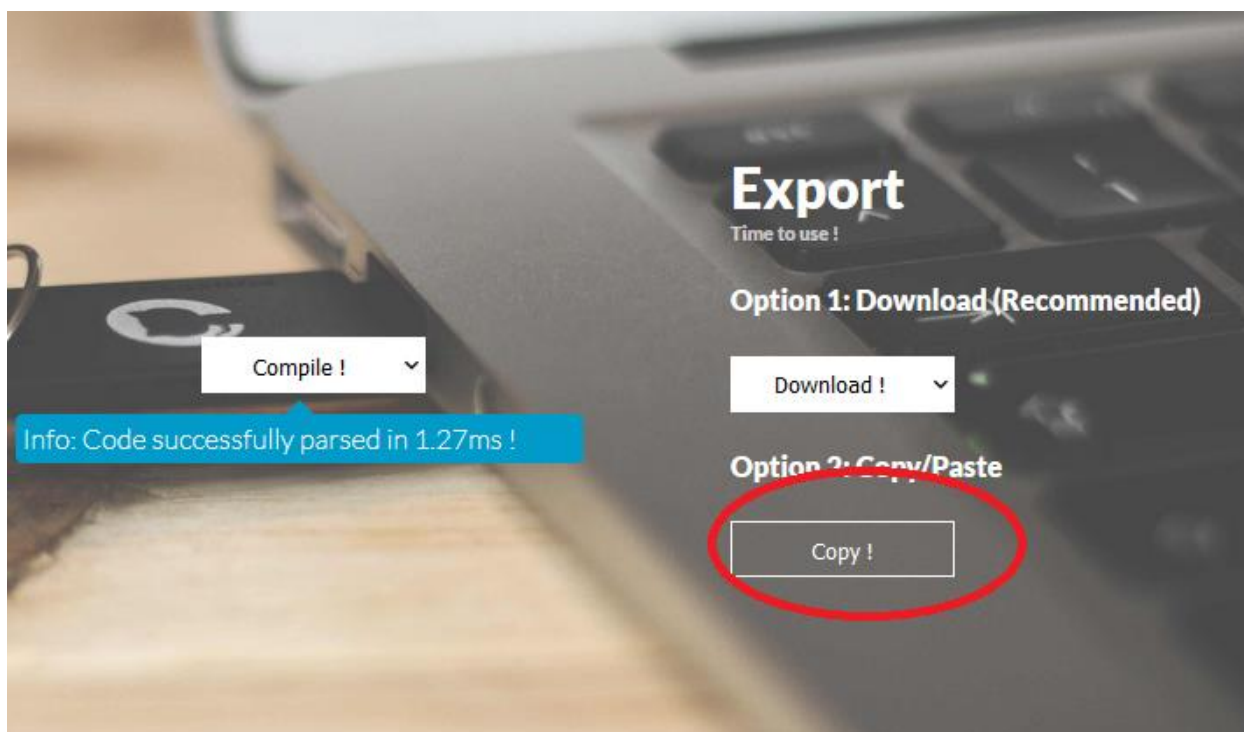 Export
Time to use !
Option 1: Download (Recommended)
Compile !
Download !
Info: Code successfully parsed in 1.27ms !
Option 2: Copy/Paste
Copy !